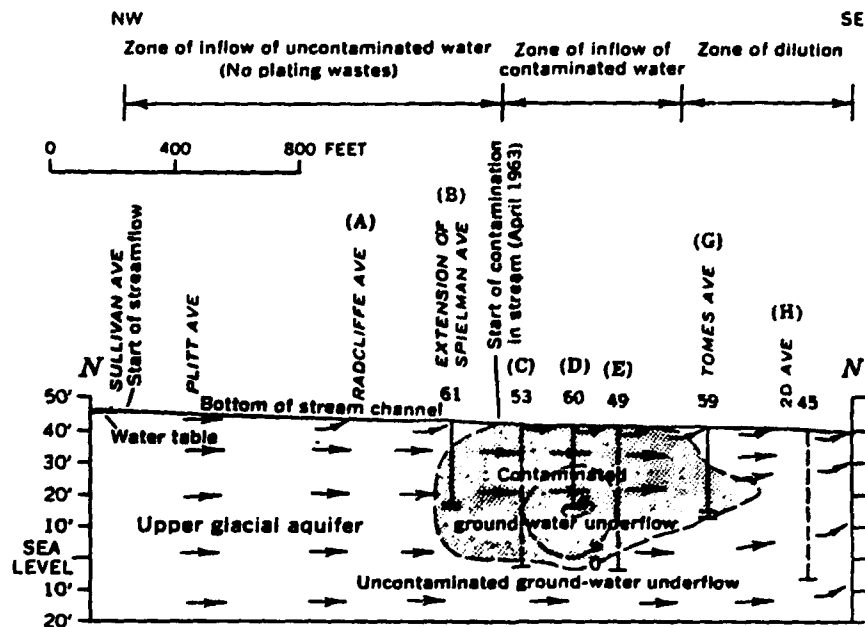 NW
SE
Zone of inflow of uncontaminated water
(No plating wastes)
Zone of inflow of
contaminated water
Zone of dilution
0 400 800 FEET
SULLIVAN AVE
Start of streamflow
PLITT AVE
(A)
RADCLIFFE AVE
(B)
EXTENSION OF
SPIELMAN AVE
Start of contamination
in stream (April 1963)
(C)
(D)
(E)
(G)
TOMES AVE
(H)
2D AVE
N
61
53
60
49
59
45
N
50'
40'
30'
20'
10'
SEA
LEVEL
10'
20'
Bottom of stream channel
Water table
Contaminated
Upper glacial aquifer
ground-water underflow
0
Uncontaminated ground-water underflow